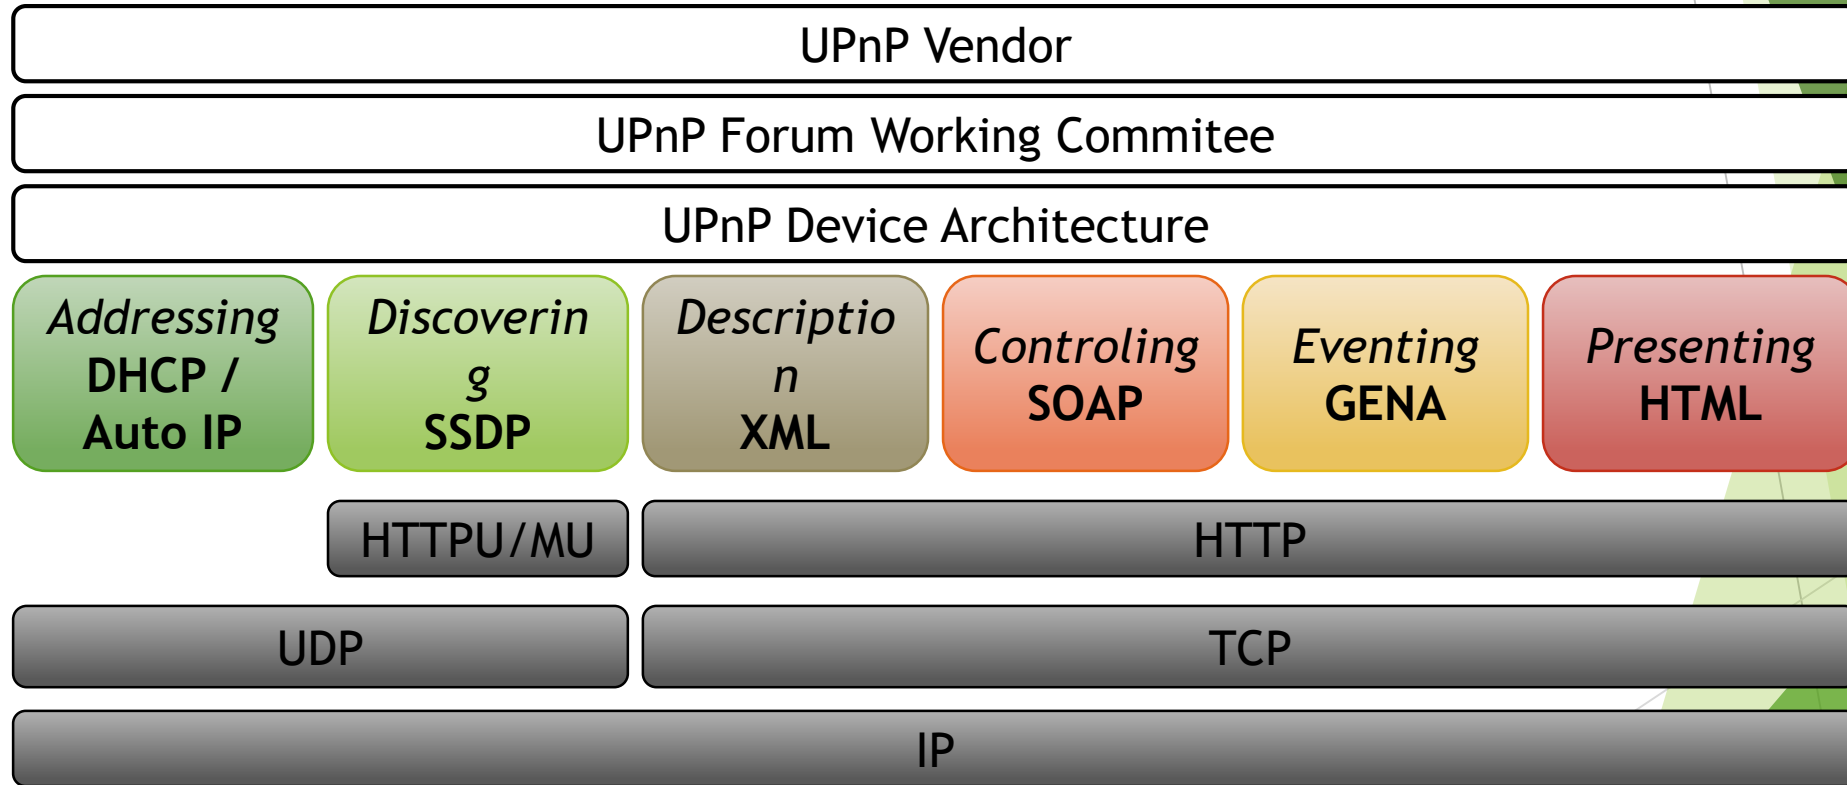 UPnP Vendor
UPnP Forum Working Commitee
UPnP Device Architecture
Addressing
DHCP /
Auto IP
Discoverin
g
SSDP
Descriptio
n
XML
Controling
SOAP
Eventing
GENA
Presenting
HTML
HTTPU/MU
HTTP
UDP
TCP
IP